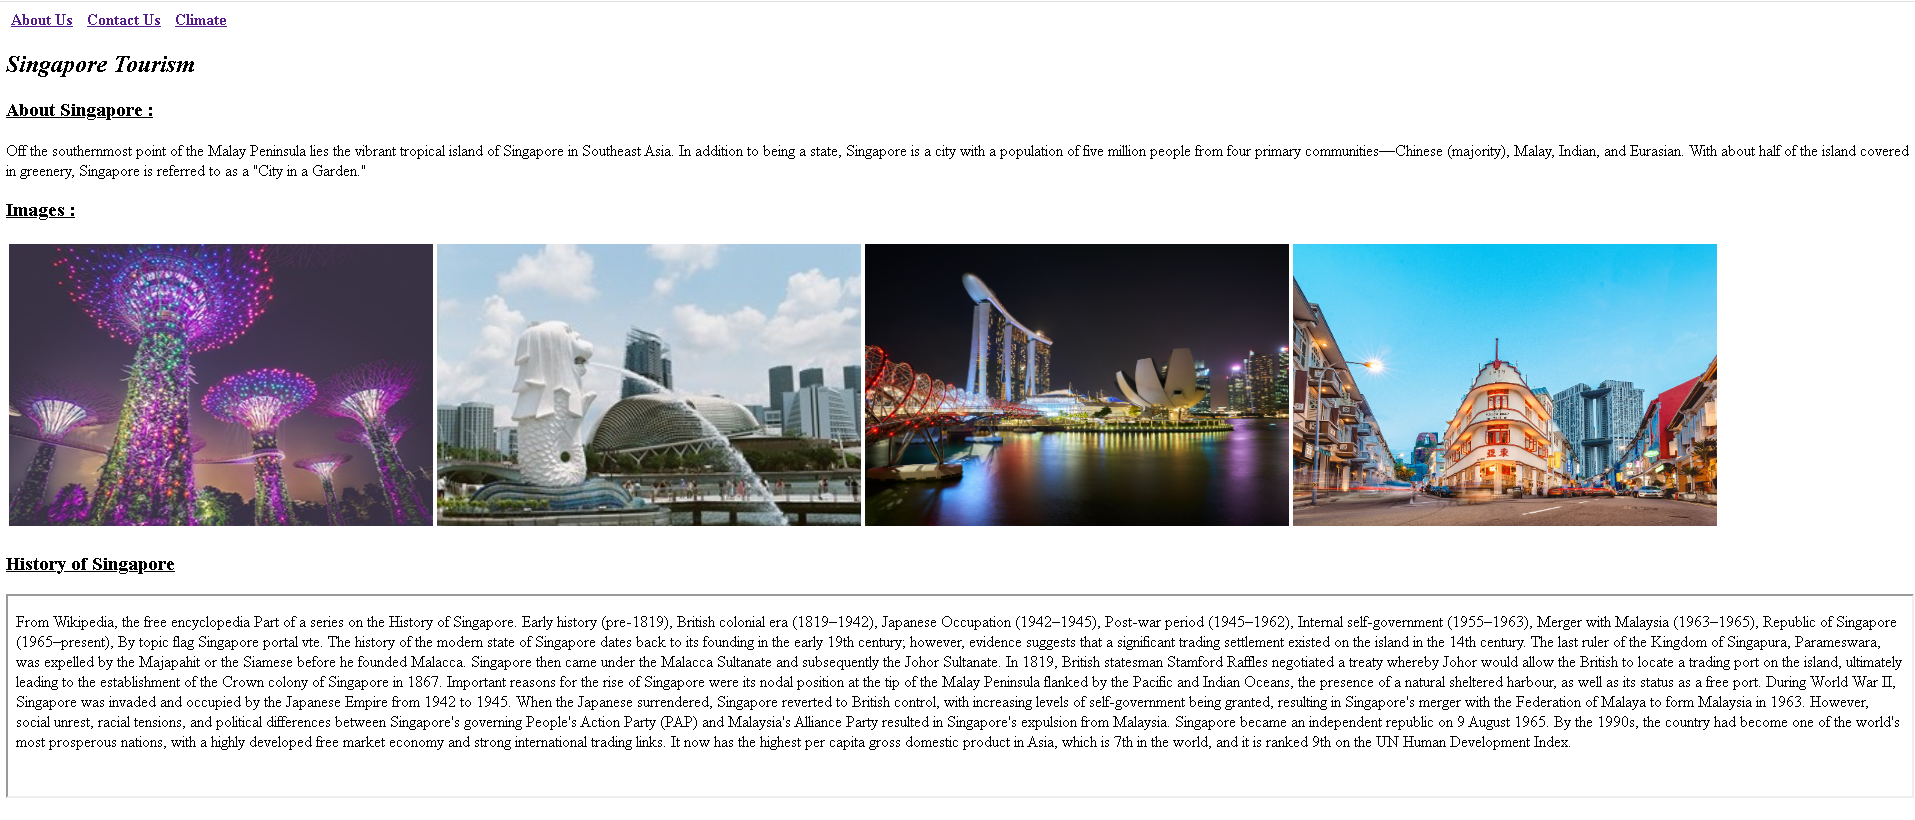 About Us Contact Us Climate
Singapore Tourism
About Singapore :
Off the southernmost point of the Malay Peninsula lies the vibrant tropical island of Singapore in Southeast Asia. In addition to being a state, Singapore is a city with a population of five million people from four primary communities—Chinese (majority), Malay, Indian, and Eurasian. With about half of the island covered
in greenery, Singapore is referred to as a "City in a Garden."
Images :
亞東
History of Singapore
From Wikipedia, the free encyclopedia Part of a series on the History of Singapore. Early history (pre-1819), British colonial era (1819–1942), Japanese Occupation (1942–1945), Post-war period (1945–1962), Internal self-government (1955–1963), Merger with Malaysia (1963–1965), Republic of Singapore
(1965–present), By topic flag Singapore portal vte. The history of the modern state of Singapore dates back to its founding in the early 19th century; however, evidence suggests that a significant trading settlement existed on the island in the 14th century. The last ruler of the Kingdom of Singapura, Parameswara,
was expelled by the Majapahit or the Siamese before he founded Malacca. Singapore then came under the Malacca Sultanate and subsequently the Johor Sultanate. In 1819, British statesman Stamford Raffles negotiated a treaty whereby Johor would allow the British to locate a trading port on the island, ultimately
leading to the establishment of the Crown colony of Singapore in 1867. Important reasons for the rise of Singapore were its nodal position at the tip of the Malay Peninsula flanked by the Pacific and Indian Oceans, the presence of a natural sheltered harbour, as well as its status as a free port. During World War II,
Singapore was invaded and occupied by the Japanese Empire from 1942 to 1945. When the Japanese surrendered, Singapore reverted to British control, with increasing levels of self-government being granted, resulting in Singapore's merger with the Federation of Malaya to form Malaysia in 1963. However,
social unrest, racial tensions, and political differences between Singapore's governing People's Action Party (PAP) and Malaysia's Alliance Party resulted in Singapore's expulsion from Malaysia. Singapore became an independent republic on 9 August 1965. By the 1990s, the country had become one of the world's
most prosperous nations, with a highly developed free market economy and strong international trading links. It now has the highest per capita gross domestic product in Asia, which is 7th in the world, and it is ranked 9th on the UN Human Development Index.